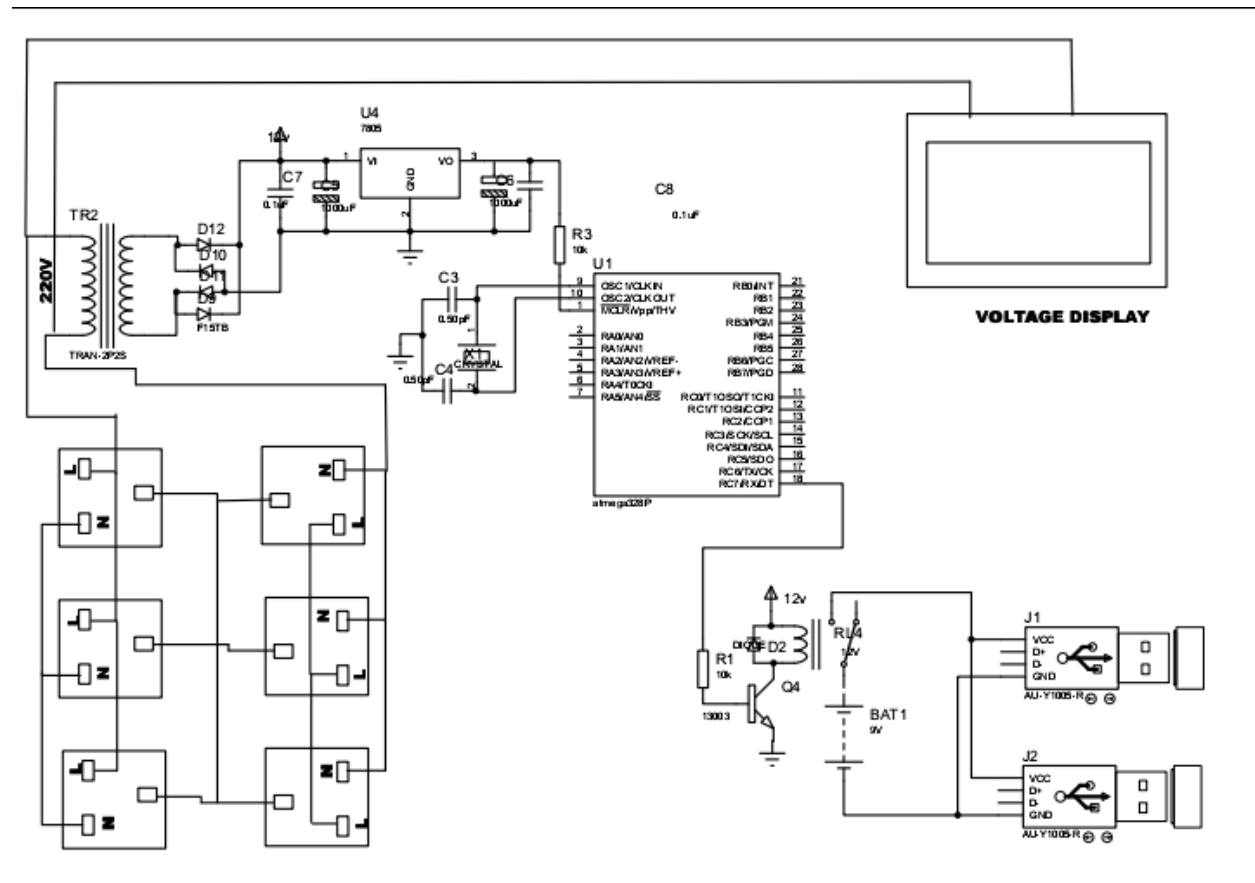 U4
7805
12v
1
VI
VO
3
GND
2
C7
0.1uF
C5
1000uF
C6
1000uF
C8
0.1uF
TR2
220V
TRAN-2P2S
D12
D10
D11
D9
F15TB
R3
10k
VOLTAGE DISPLAY
U1
9 OSC1/CLKIN
10 OSC2/CLKOUT
1 MCLR/Vpp/THV
2 RA0/AN0
3 RA1/AN1
4 RA2/AN2/VREF-
5 RA3/AN3/VREF+
6 RA4/T0CKI
7 RA5/AN4/SS
RB0/INT 21
RB1 22
RB2 23
RB3/PGM 24
RB4 25
RB5 26
RB6/PGC 27
RB7/PGD 28
RC0/T1OSO/T1CKI 11
RC1/T1OSI/CCP2 12
RC2/CCP1 13
RC3/SCK/SCL 14
RC4/SDI/SDA 15
RC5/SDO 16
RC6/TX/CK 17
RC7/RX/DT 18
atmega328P
C3
0.50pF
1
X1
CRYSTAL
2
C4
0.50pF
L
N
N
L
L
N
N
L
L
N
N
L
12v
DIODE
D2
RL4
12V
R1
10k
Q4
13003
BAT1
9V
J1
VCC
D+
D-
GND
AU-Y1005-R
J2
VCC
D+
D-
GND
AU-Y1005-R